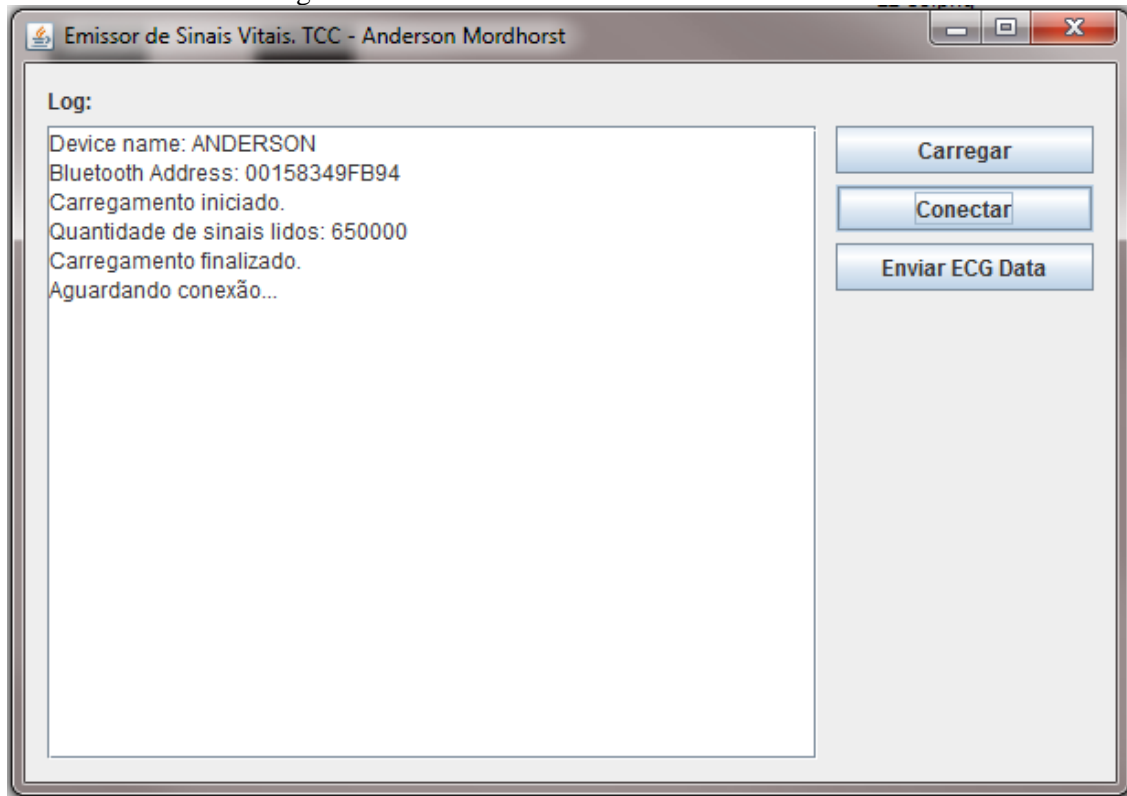 Emissor de Sinais Vitais. TCC - Anderson Mordhorst
Log:
Device name: ANDERSON
Bluetooth Address: 00158349FB94
Carregamento iniciado.
Quantidade de sinais lidos: 650000
Carregamento finalizado.
Aguardando conexão...
Carregar
Conectar
Enviar ECG Data